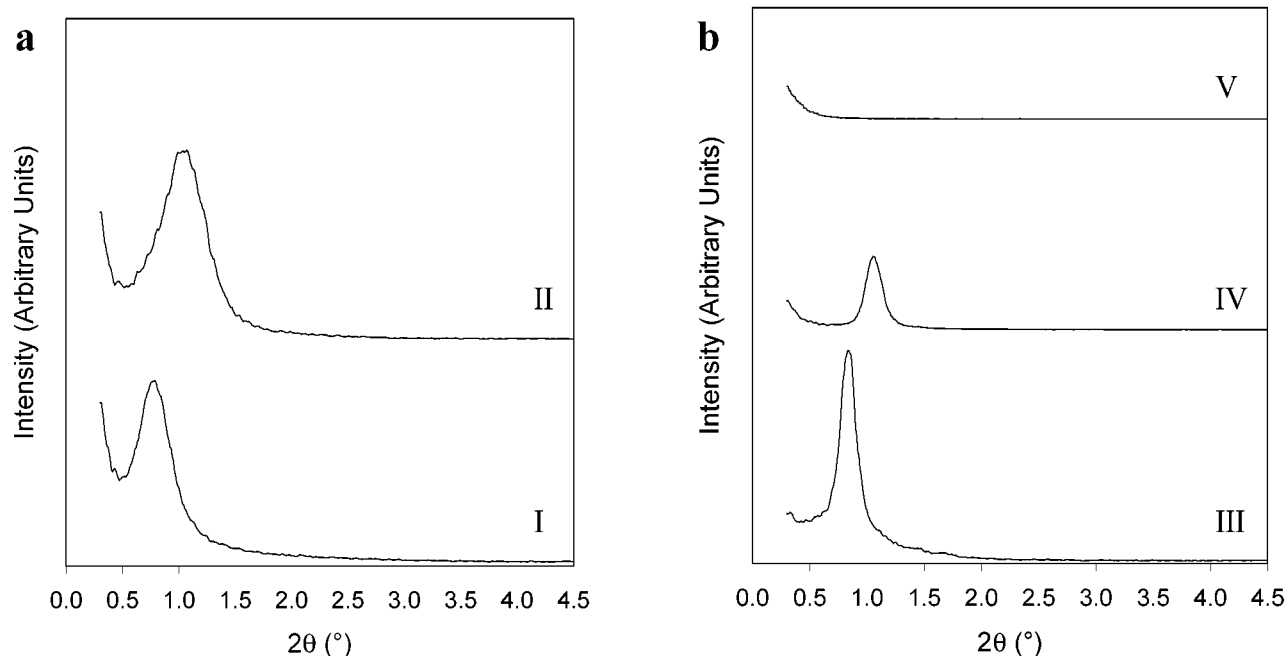 a
Intensity (Arbitrary Units)
II
I
0.0 0.5 1.0 1.5 2.0 2.5 3.0 3.5 4.0 4.5
2θ (°)
b
Intensity (Arbitrary Units)
V
IV
III
0.0 0.5 1.0 1.5 2.0 2.5 3.0 3.5 4.0 4.5
2θ (°)